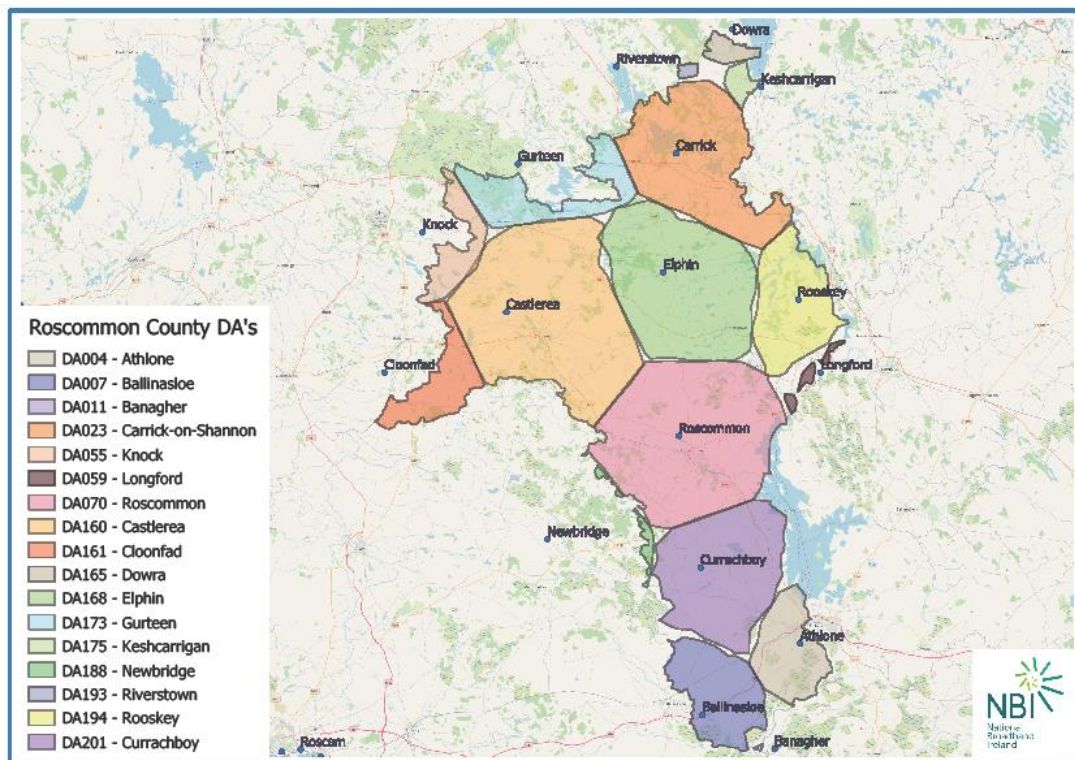 Dowra
Riverstown
Keshcarrigan
Carrick
Gurteen
Knock
Elphin
Rooskey
Castlerea
Cloonfad
Longford
Roscommon
Newbridge
Currachboy
Athlone
Ballinasloe
Banagher
Roscam
Roscommon County DA's
DA004 - Athlone
DA007 - Ballinasloe
DA011 - Banagher
DA023 - Carrick-on-Shannon
DA055 - Knock
DA059 - Longford
DA070 - Roscommon
DA160 - Castlerea
DA161 - Cloonfad
DA165 - Dowra
DA168 - Elphin
DA173 - Gurteen
DA175 - Keshcarrigan
DA188 - Newbridge
DA193 - Riverstown
DA194 - Rooskey
DA201 - Currachboy
NBI
National
Broadband
Ireland